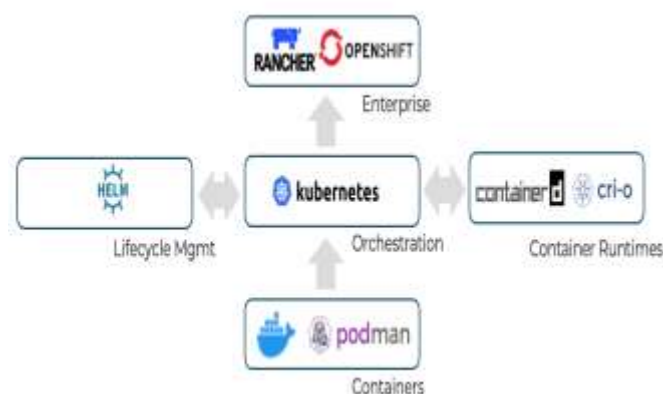 RANCHER OPENSHIFT
Enterprise
HELM
kubernetes
containerd cri-o
Lifecycle Mgmt.
Orchestration
Container Runtimes
podman
Containers